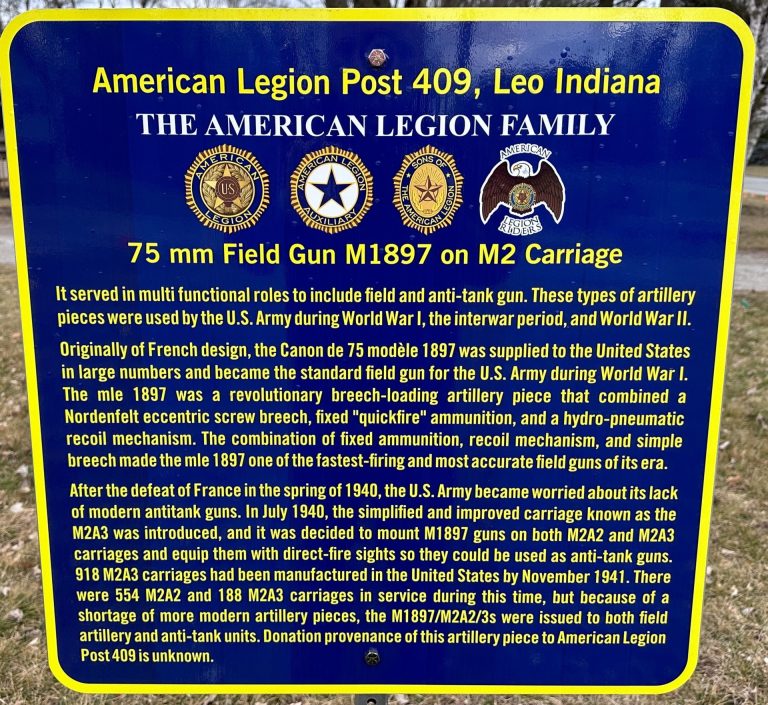 American Legion Post 409, Leo Indiana
THE AMERICAN LEGION FAMILY
AMERICAN
US
LEGION
AMERICAN LEGION
AUXILIARY
SONS OF
THE AMERICAN LEGION
AMERICAN
LEGION
RIDERS
75 mm Field Gun M1897 on M2 Carriage
It served in multi functional roles to include field and anti-tank gun. These types of artillery
pieces were used by the U.S. Army during World War I, the interwar period, and World War II.
Originally of French design, the Canon de 75 modèle 1897 was supplied to the United States
in large numbers and became the standard field gun for the U.S. Army during World War I.
The mle 1897 was a revolutionary breech-loading artillery piece that combined a
Nordenfelt eccentric screw breech, fixed "quickfire" ammunition, and a hydro-pneumatic
recoil mechanism. The combination of fixed ammunition, recoil mechanism, and simple
breech made the mle 1897 one of the fastest-firing and most accurate field guns of its era.
After the defeat of France in the spring of 1940, the U.S. Army became worried about its lack
of modern antitank guns. In July 1940, the simplified and improved carriage known as the
M2A3 was introduced, and it was decided to mount M1897 guns on both M2A2 and M2A3
carriages and equip them with direct-fire sights so they could be used as anti-tank guns.
918 M2A3 carriages had been manufactured in the United States by November 1941. There
were 554 M2A2 and 188 M2A3 carriages in service during this time, but because of a
shortage of more modern artillery pieces, the M1897/M2A2/3s were issued to both field
artillery and anti-tank units. Donation provenance of this artillery piece to American Legion
Post 409 is unknown.